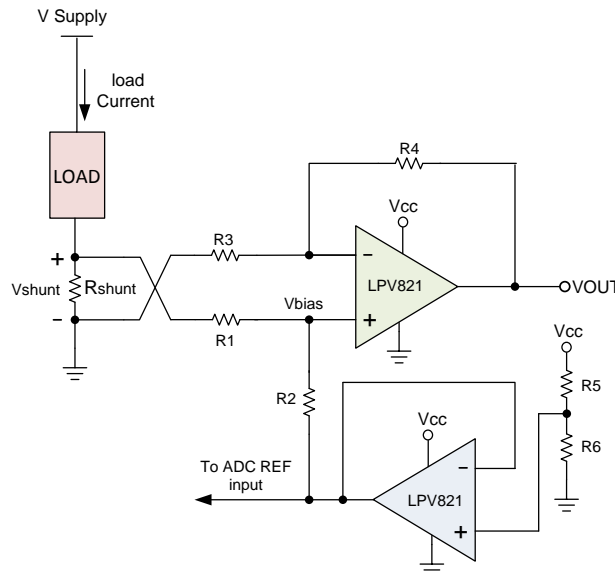 V Supply
load
Current
LOAD
+
Vshunt
Rshunt
-
R3
R1
Vbias
R2
R4
Vcc
-
LPV821
+
VOUT
Vcc
R5
R6
Vcc
-
LPV821
+
To ADC REF
input